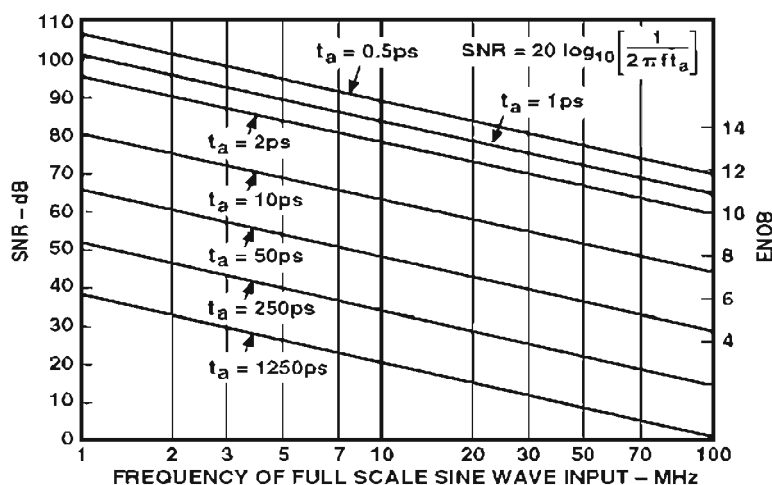 SNR – dB
110
100
90
80
70
60
50
40
30
20
10
0
t_a = 0.5ps
SNR = 20 log₁₀[1 / 2πft_a]
t_a = 1ps
t_a = 2ps
t_a = 10ps
t_a = 50ps
t_a = 250ps
t_a = 1250ps
14
12
10
8
6
4
ENOB
1 2 3 5 7 10 20 30 50 70 100
FREQUENCY OF FULL SCALE SINE WAVE INPUT – MHz